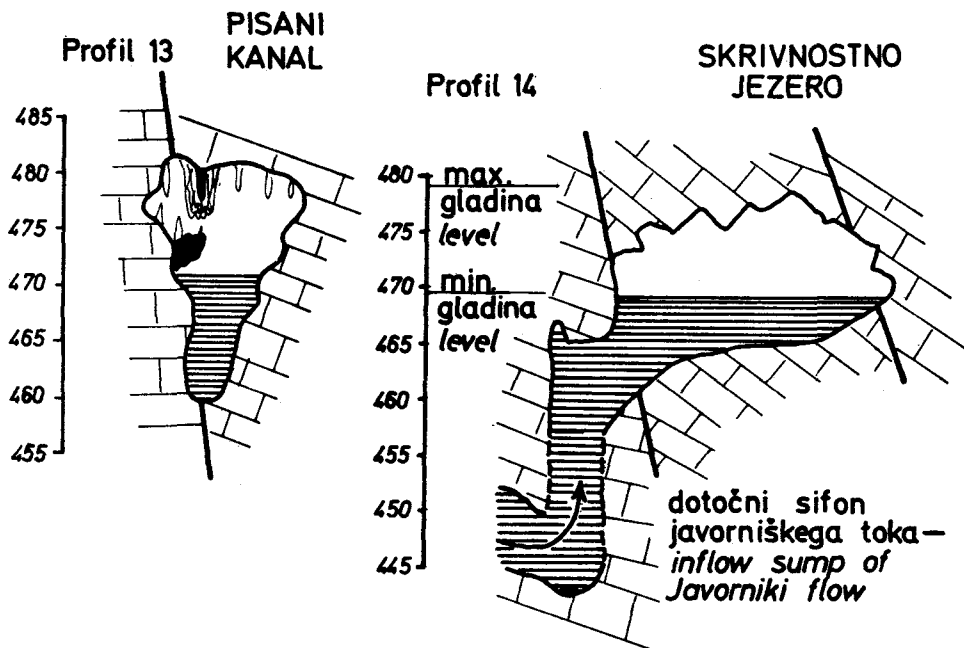 Profil 13
PISANI
KANAL
485
480
475
470
465
460
455
Profil 14
SKRIVNOSTNO
JEZERO
480
475
470
465
460
455
450
445
max.
gladina
level
min.
gladina
level
dotočni sifon
javorniškega toka—
inflow sump of
Javorniki flow